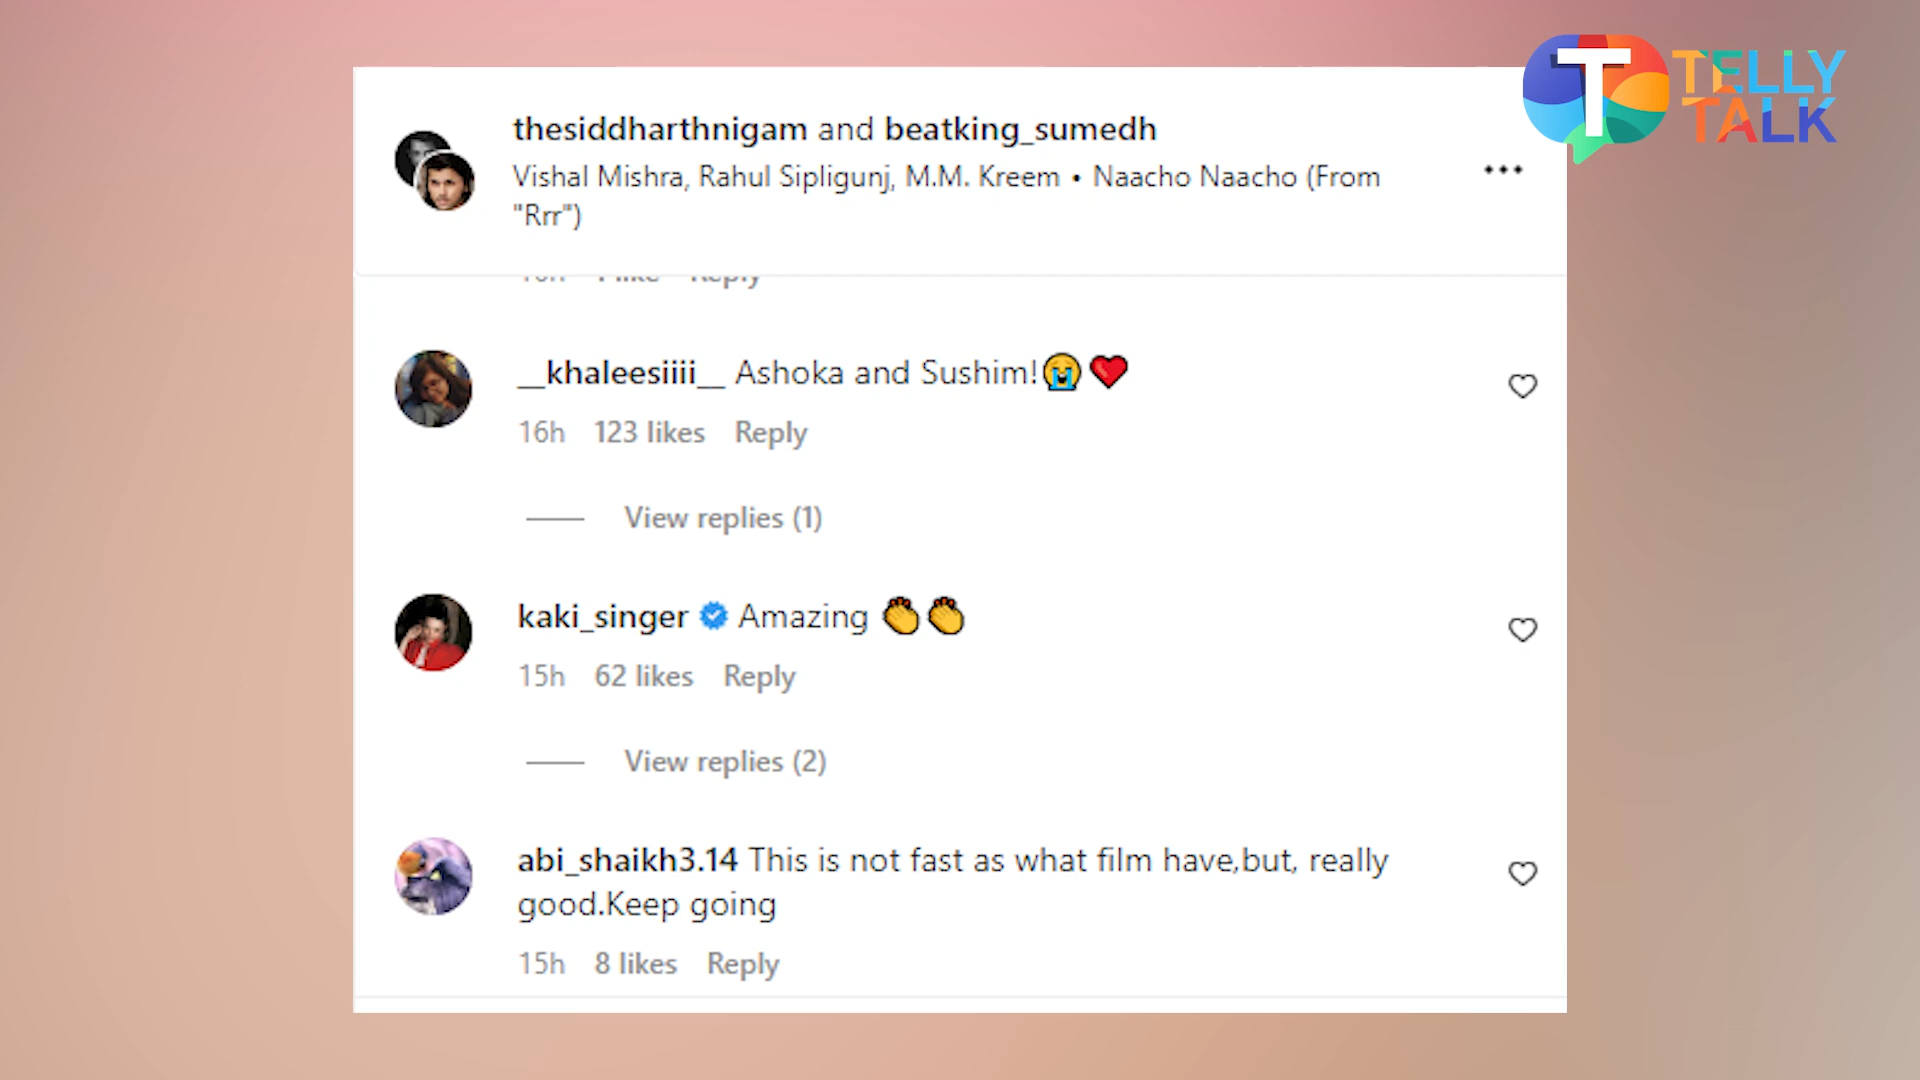 TELLY
TALK
thesiddharthnigam and beatking_sumedh
Vishal Mishra, Rahul Sipligunj, M.M. Kreem • Naacho Naacho (From
"Rrr")
Reply
__khaleesiiii__ Ashoka and Sushim!😭❤️
16h 123 likes Reply
View replies (1)
kaki_singer Amazing 👏👏
15h 62 likes Reply
View replies (2)
abi_shaikh3.14 This is not fast as what film have,but, really
good.Keep going
15h 8 likes Reply